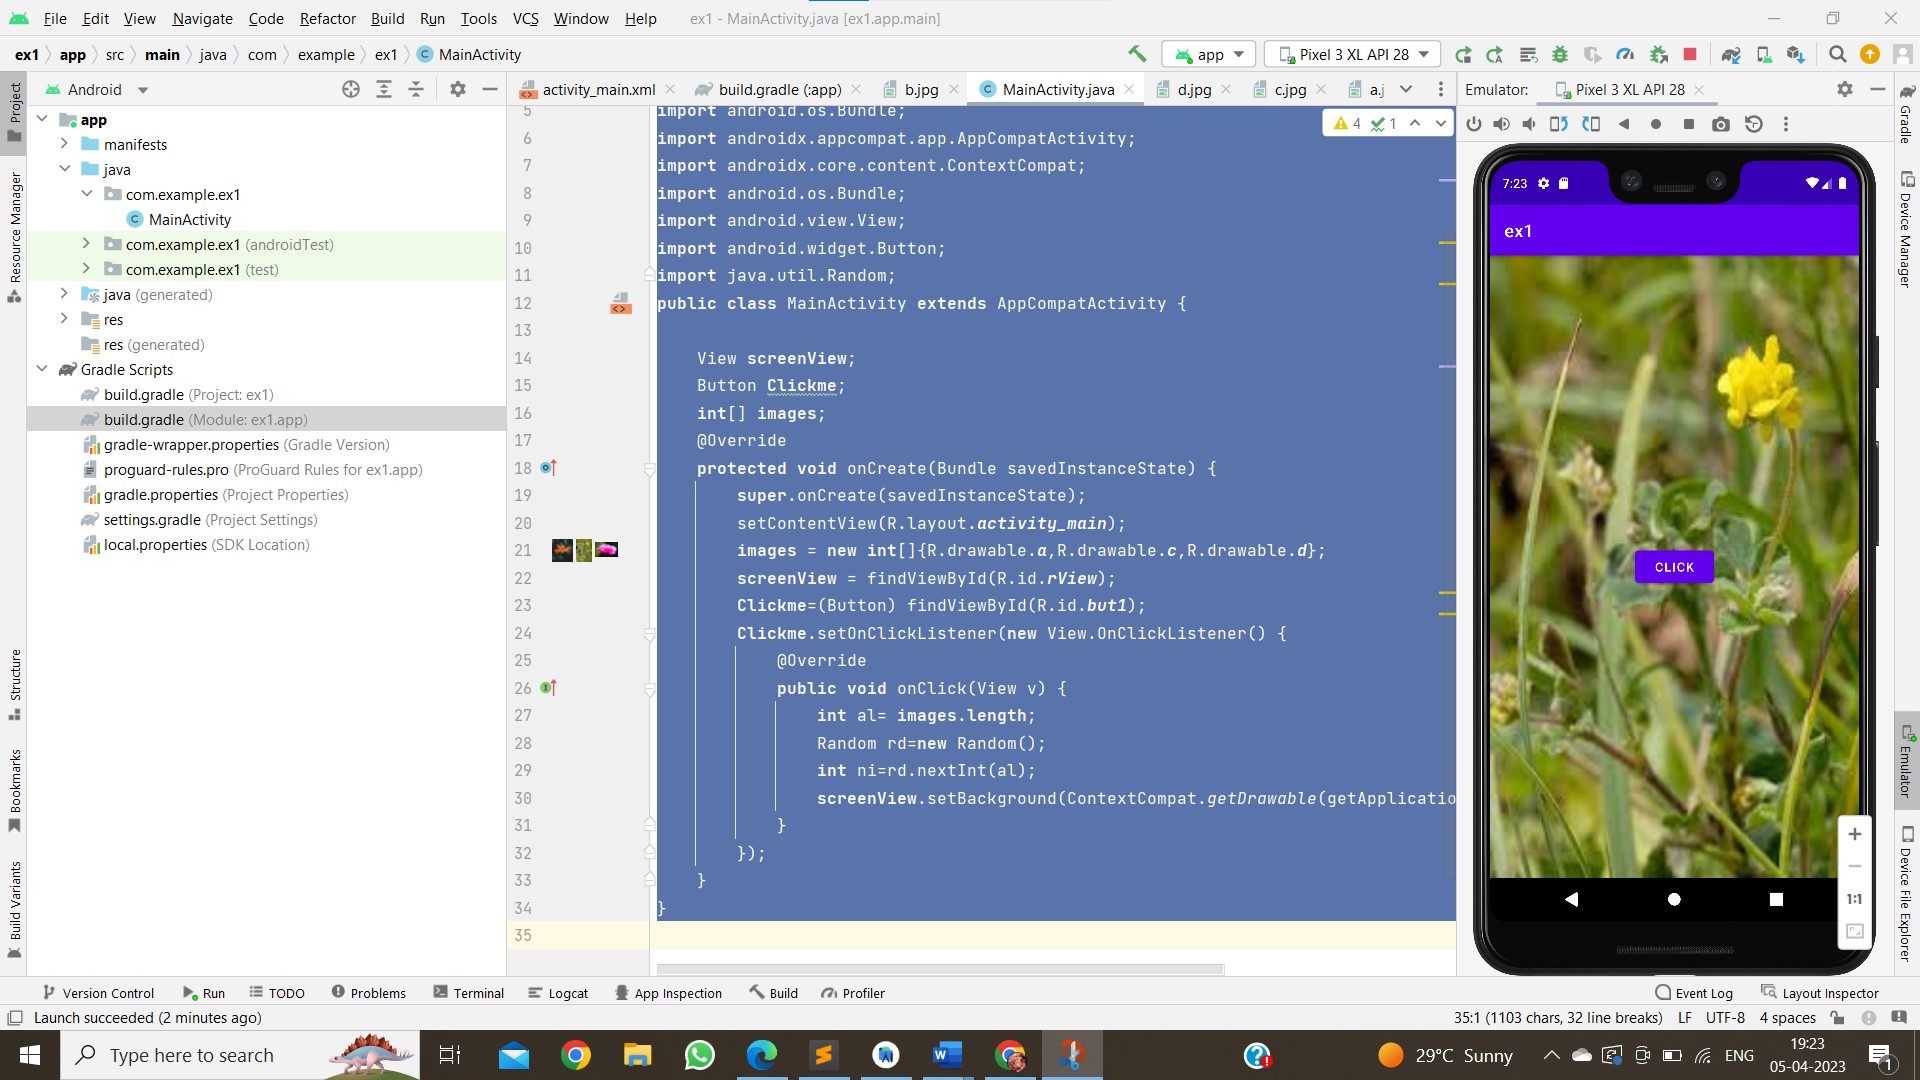 File Edit View Navigate Code Refactor Build Run Tools VCS Window Help ex1 - MainActivity.java [ex1.app.main]
ex1 app src main java com example ex1 MainActivity app Pixel 3 XL API 28
Android
activity_main.xml build.gradle (:app) b.jpg MainActivity.java d.jpg c.jpg a.j
Emulator: Pixel 3 XL API 28
Project
Resource Manager
Structure
Bookmarks
Build Variants
app
manifests
java
com.example.ex1
MainActivity
com.example.ex1 (androidTest)
com.example.ex1 (test)
java (generated)
res
res (generated)
Gradle Scripts
build.gradle (Project: ex1)
build.gradle (Module: ex1.app)
gradle-wrapper.properties (Gradle Version)
proguard-rules.pro (ProGuard Rules for ex1.app)
gradle.properties (Project Properties)
settings.gradle (Project Settings)
local.properties (SDK Location)
4 1
5 import android.os.Bundle;
6 import androidx.appcompat.app.AppCompatActivity;
7 import androidx.core.content.ContextCompat;
8 import android.os.Bundle;
9 import android.view.View;
10 import android.widget.Button;
11 import java.util.Random;
12 public class MainActivity extends AppCompatActivity {
13
14 View screenView;
15 Button Clickme;
16 int[] images;
17 @Override
18 protected void onCreate(Bundle savedInstanceState) {
19 super.onCreate(savedInstanceState);
20 setContentView(R.layout.activity_main);
21 images = new int[]{R.drawable.a,R.drawable.c,R.drawable.d};
22 screenView = findViewById(R.id.rView);
23 Clickme=(Button) findViewById(R.id.but1);
24 Clickme.setOnClickListener(new View.OnClickListener() {
25 @Override
26 public void onClick(View v) {
27 int al= images.length;
28 Random rd=new Random();
29 int ni=rd.nextInt(al);
30 screenView.setBackground(ContextCompat.getDrawable(getApplicatio
31 }
32 });
33 }
34 }
35
7:23
ex1
CLICK
1:1
Gradle
Device Manager
Emulator
Device File Explorer
Version Control Run TODO Problems Terminal Logcat App Inspection Build Profiler Event Log Layout Inspector
Launch succeeded (2 minutes ago) 35:1 (1103 chars, 32 line breaks) LF UTF-8 4 spaces
Type here to search 29°C Sunny ENG 19:23
05-04-2023
1